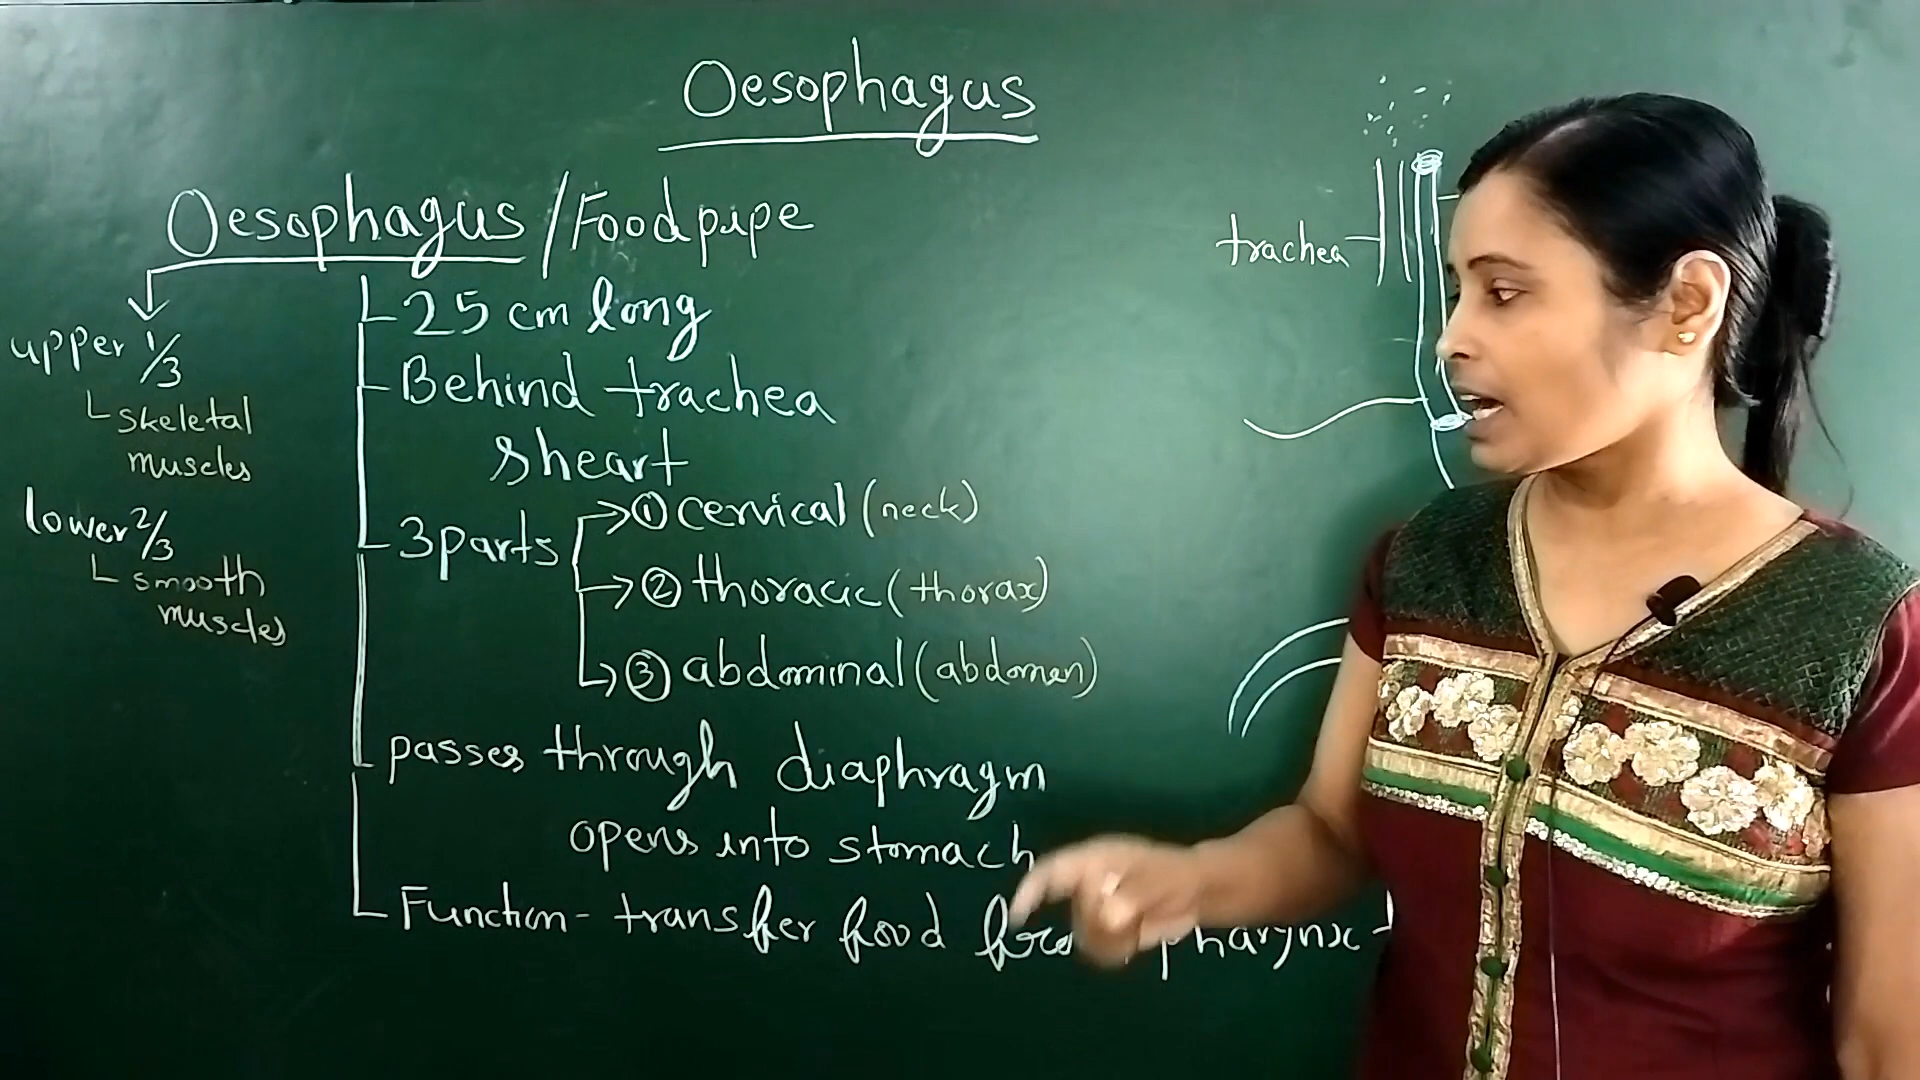 Oesophagus
Oesophagus / Foodpipe
25 cm long
Behind trachea
& heart
3 parts
① cervical (neck)
② thoracic (thorax)
③ abdominal (abdomen)
passes through diaphragm
opens into stomach
Function - transfer food from pharynx
upper 1/3
skeletal
muscles
lower 2/3
smooth
muscles
trachea